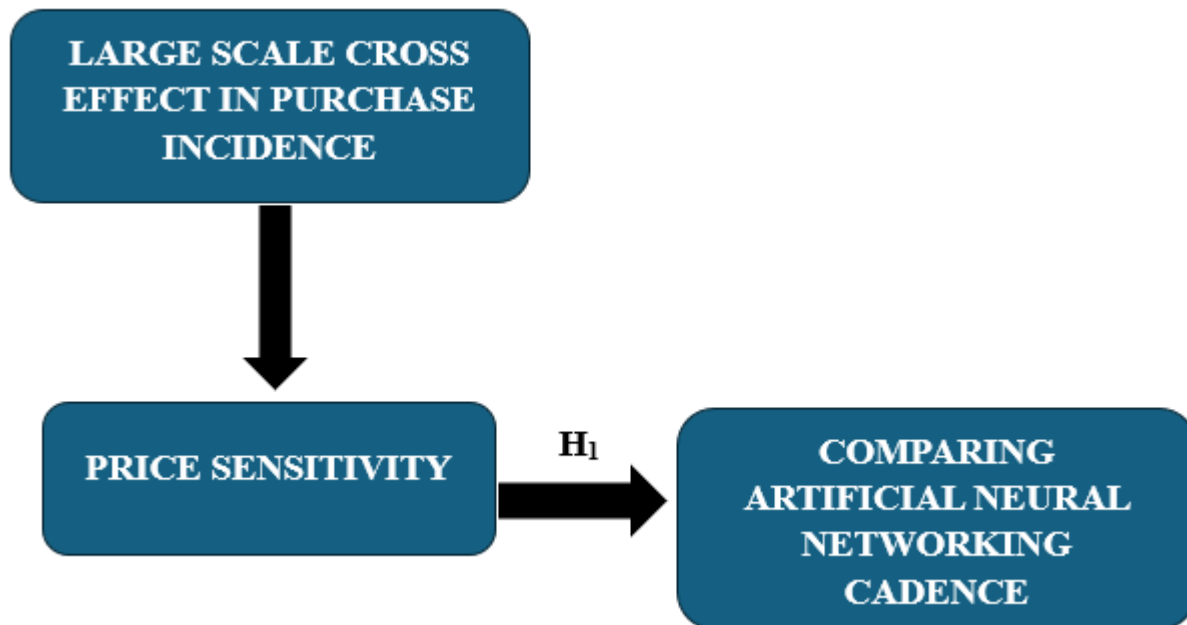 LARGE SCALE CROSS
EFFECT IN PURCHASE
INCIDENCE
PRICE SENSITIVITY
H₁
COMPARING
ARTIFICIAL NEURAL
NETWORKING
CADENCE